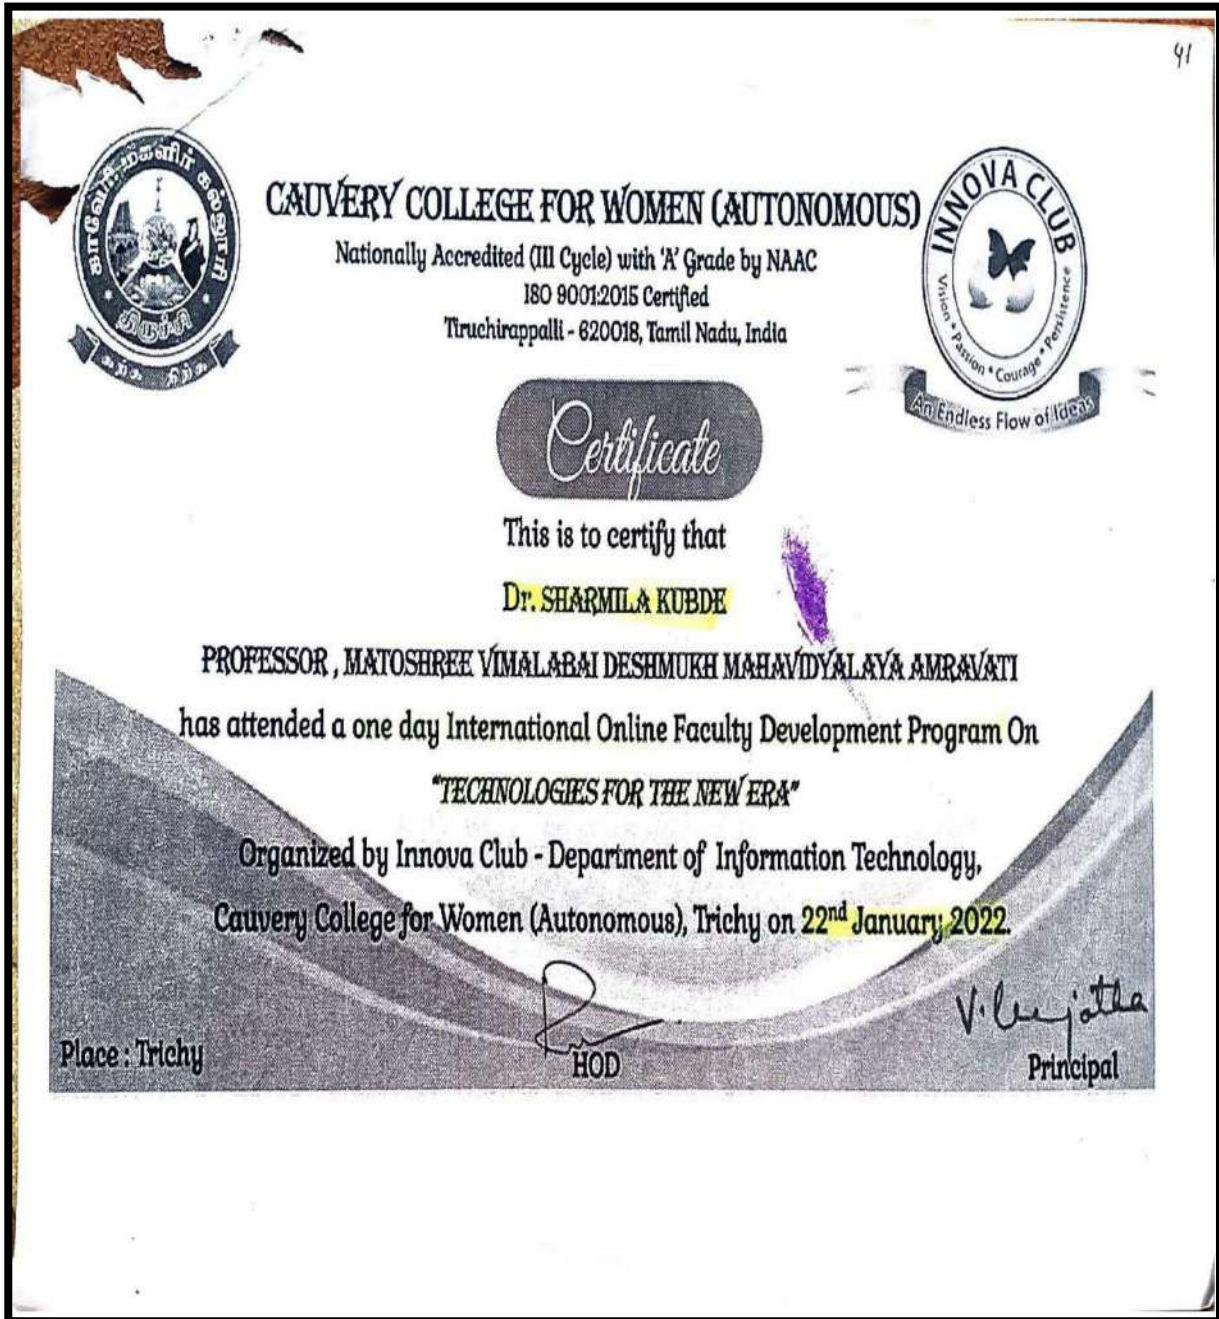 41
காவேரி மகளிர் கல்லூரி
திருச்சி
கற்க நிற்க
CAUVERY COLLEGE FOR WOMEN (AUTONOMOUS)
Nationally Accredited (III Cycle) with 'A' Grade by NAAC
ISO 9001:2015 Certified
Tiruchirappalli - 620018, Tamil Nadu, India
INNOVA CLUB
Vision * Passion * Courage * Persistence
An Endless Flow of Ideas
Certificate
This is to certify that
Dr. SHARMILA KUBDE
PROFESSOR , MATOSHREE VIMALABAI DESHMUKH MAHAVIDYALAYA AMRAVATI
has attended a one day International Online Faculty Development Program On
"TECHNOLOGIES FOR THE NEW ERA"
Organized by Innova Club - Department of Information Technology,
Cauvery College for Women (Autonomous), Trichy on 22nd January 2022.
Place : Trichy
HOD
Principal